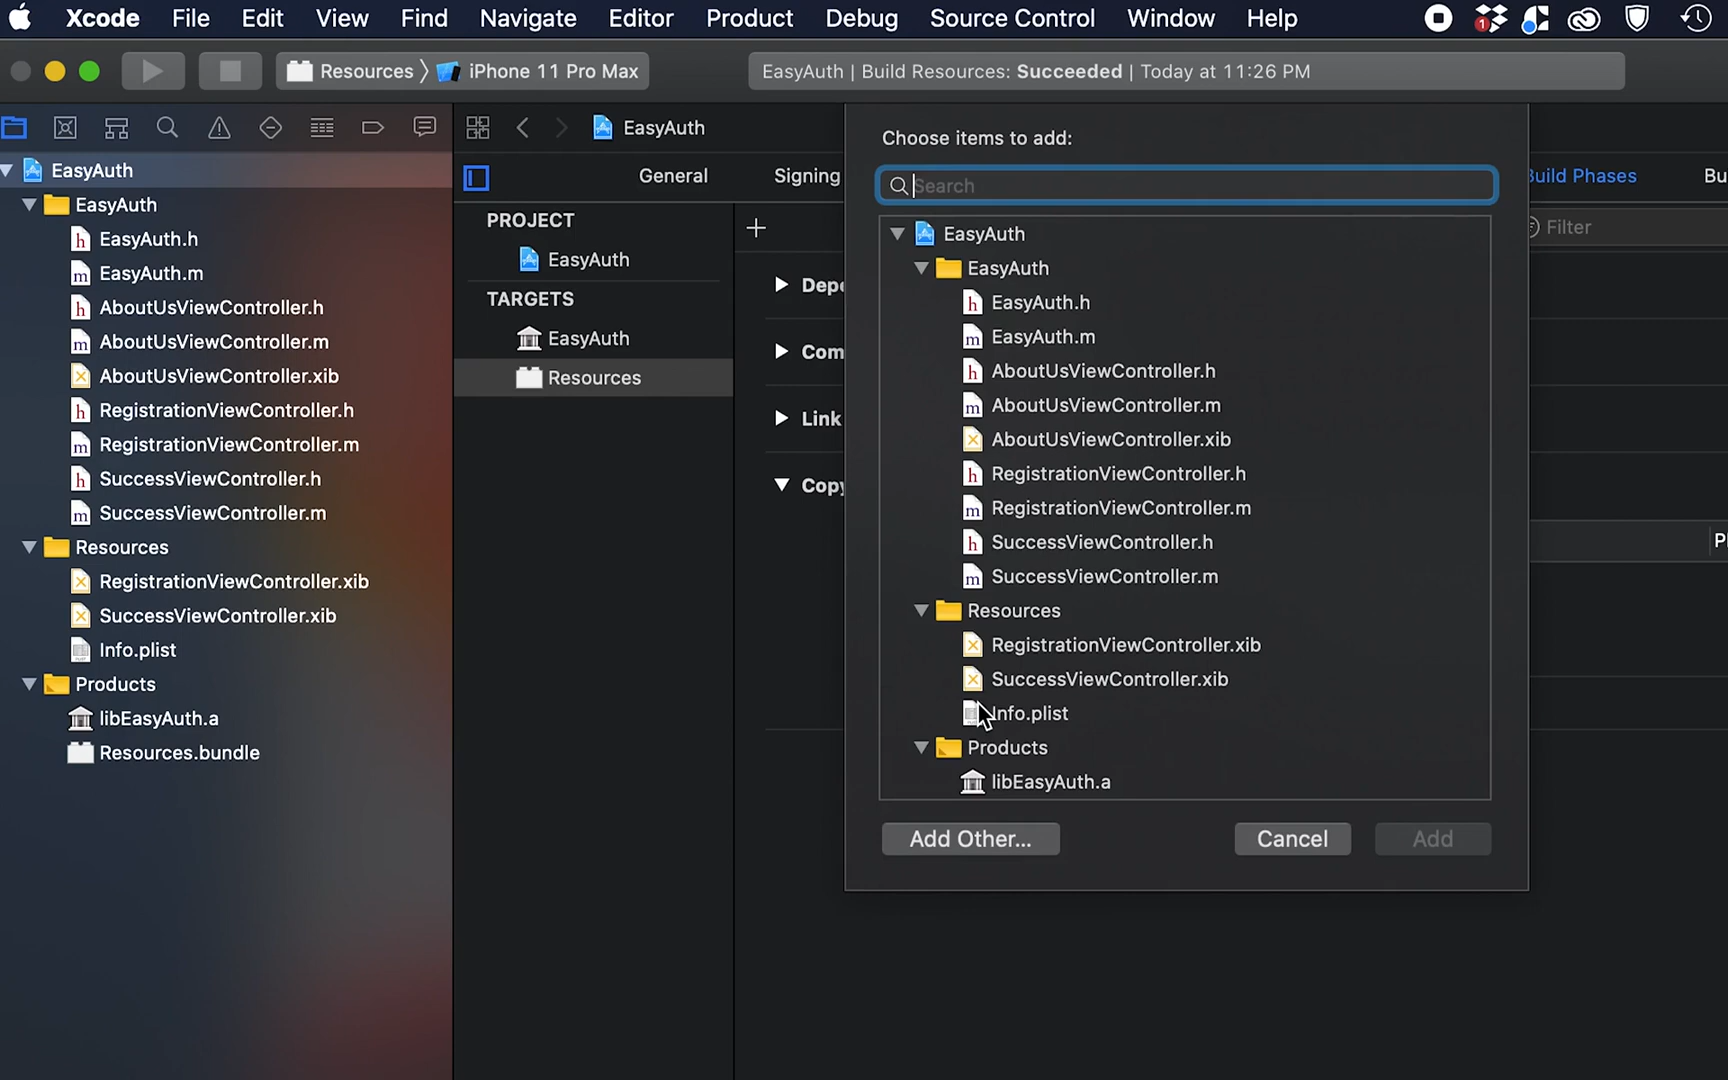 Xcode File Edit View Find Navigate Editor Product Debug Source Control Window Help
1
Resources iPhone 11 Pro Max
EasyAuth | Build Resources: Succeeded | Today at 11:26 PM
EasyAuth
EasyAuth
h EasyAuth.h
m EasyAuth.m
h AboutUsViewController.h
m AboutUsViewController.m
AboutUsViewController.xib
h RegistrationViewController.h
m RegistrationViewController.m
h SuccessViewController.h
m SuccessViewController.m
Resources
RegistrationViewController.xib
SuccessViewController.xib
Info.plist
Products
libEasyAuth.a
Resources.bundle
EasyAuth
General Signing
PROJECT
EasyAuth
TARGETS
EasyAuth
Resources
Depe
Com
Link
Copy
Choose items to add:
Search
EasyAuth
EasyAuth
h EasyAuth.h
m EasyAuth.m
h AboutUsViewController.h
m AboutUsViewController.m
AboutUsViewController.xib
h RegistrationViewController.h
m RegistrationViewController.m
h SuccessViewController.h
m SuccessViewController.m
Resources
RegistrationViewController.xib
SuccessViewController.xib
Info.plist
Products
libEasyAuth.a
Add Other... Cancel Add
Build Phases Bu
Filter